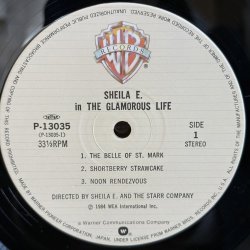 RECORDS
SHEILA E.
in THE GLAMOROUS LIFE
P-13035
(P-13035-1)
33⅓RPM
SIDE
1
STEREO
1. THE BELLE OF ST. MARK
2. SHORTBERRY STRAWCAKE
3. NOON RENDEZVOUS
DIRECTED BY SHEILA E. AND THE STARR COMPANY
℗ 1984 WEA International Inc.
A Warner Communications Company